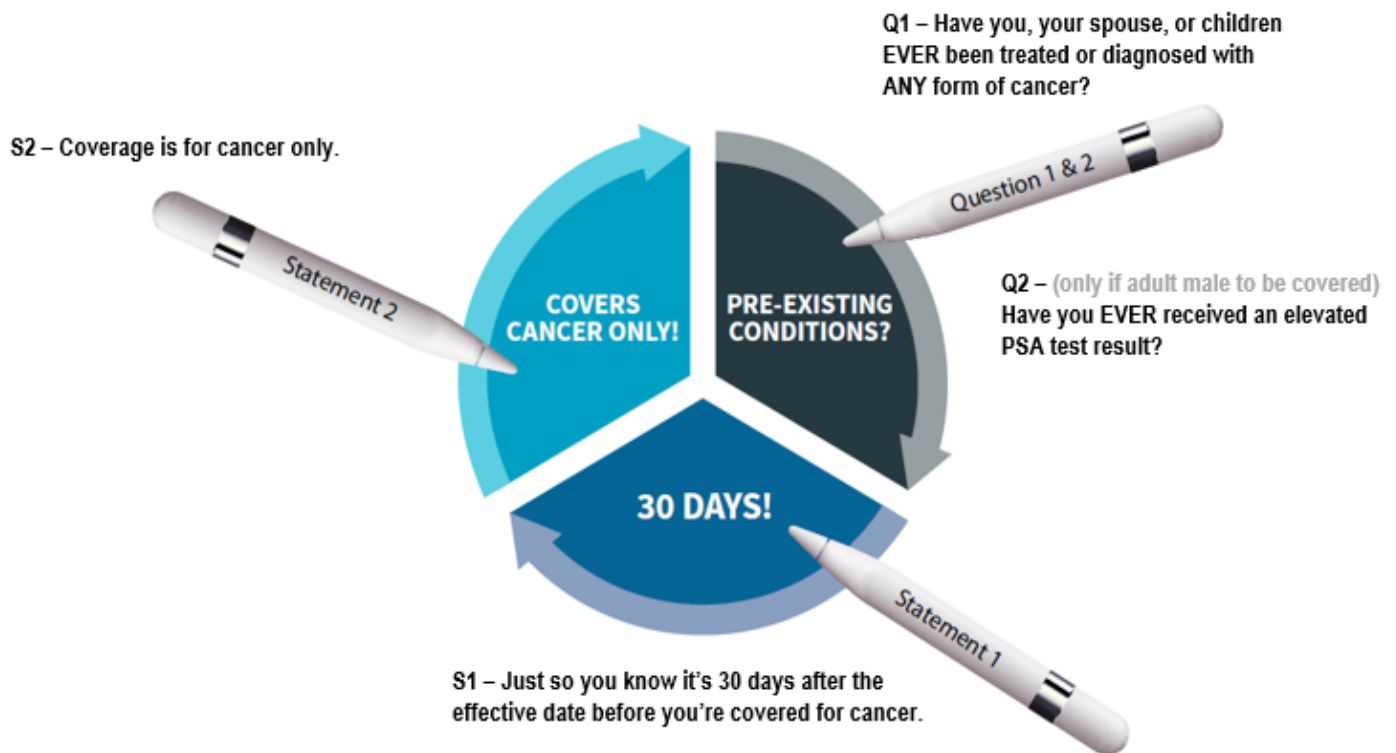 Q1 – Have you, your spouse, or children
EVER been treated or diagnosed with
ANY form of cancer?
S2 – Coverage is for cancer only.
Question 1 & 2
Statement 2
COVERS
CANCER ONLY!
PRE-EXISTING
CONDITIONS?
Q2 – (only if adult male to be covered)
Have you EVER received an elevated
PSA test result?
30 DAYS!
Statement 1
S1 – Just so you know it’s 30 days after the
effective date before you’re covered for cancer.